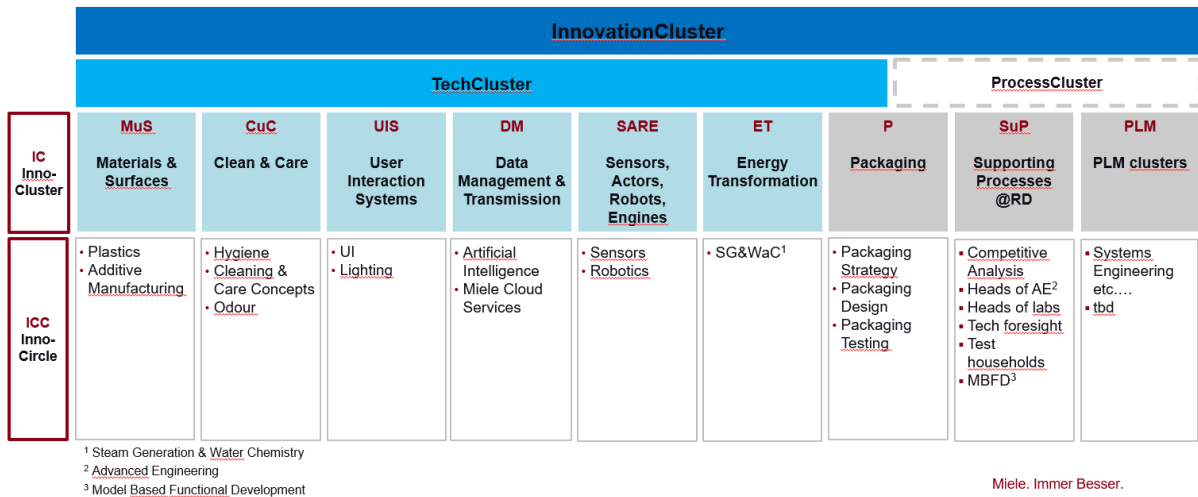 InnovationCluster
TechCluster
ProcessCluster
IC
Inno-
Cluster
MuS
Materials &
Surfaces
CuC
Clean & Care
UIS
User
Interaction
Systems
DM
Data
Management &
Transmission
SARE
Sensors,
Actors,
Robots,
Engines
ET
Energy
Transformation
P
Packaging
SuP
Supporting
Processes
@RD
PLM
PLM clusters
ICC
Inno-
Circle
• Plastics
• Additive
Manufacturing
• Hygiene
• Cleaning &
Care Concepts
• Odour
• UI
• Lighting
• Artificial
Intelligence
• Miele Cloud
Services
• Sensors
• Robotics
• SG&WaC¹
• Packaging
Strategy
• Packaging
Design
• Packaging
Testing
▪ Competitive
Analysis
▪ Heads of AE²
▪ Heads of labs
▪ Tech foresight
▪ Test
households
▪ MBFD³
▪ Systems
Engineering
etc.…
▪ tbd
¹ Steam Generation & Water Chemistry
² Advanced Engineering
³ Model Based Functional Development
Miele. Immer Besser.